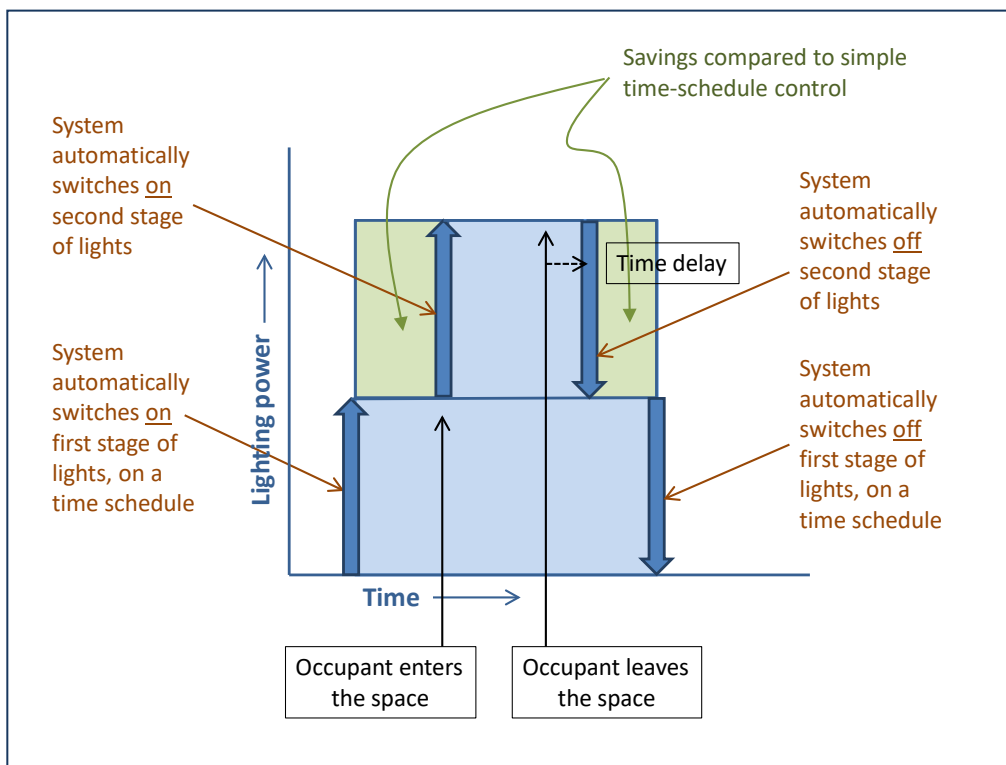 Savings compared to simple
time-schedule control
System
automatically
switches on
second stage
of lights
System
automatically
switches off
second stage
of lights
Time delay
System
automatically
switches on
first stage of
lights, on a
time schedule
Lighting power
System
automatically
switches off
first stage of
lights, on a
time schedule
Time
Occupant enters
the space
Occupant leaves
the space